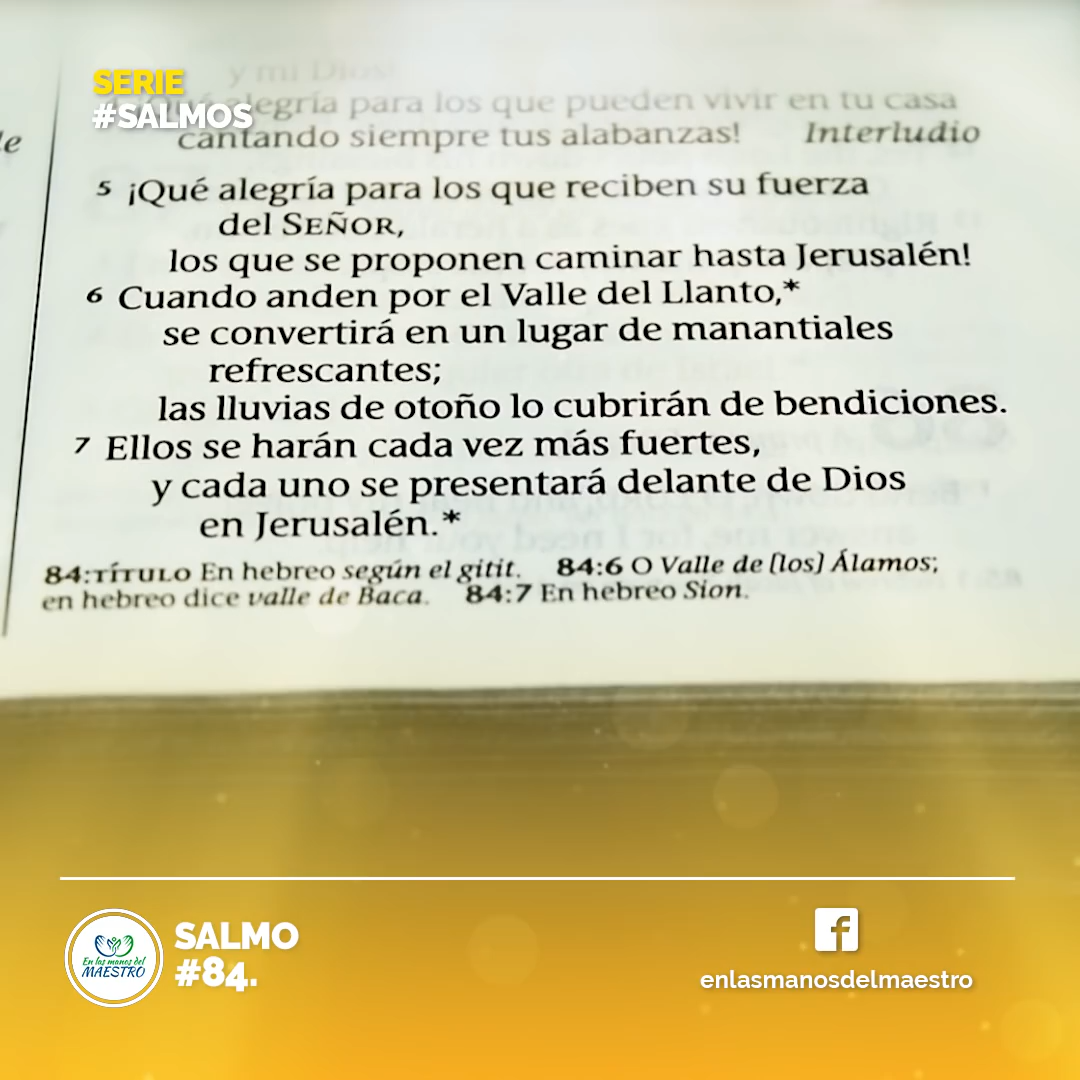 SERIE
#SALMOS
y mi Dios!
alegría para los que pueden vivir en tu casa
cantando siempre tus alabanzas! Interludio
le
5 ¡Qué alegría para los que reciben su fuerza
del SEÑOR,
los que se proponen caminar hasta Jerusalén!
6 Cuando anden por el Valle del Llanto,*
se convertirá en un lugar de manantiales
refrescantes;
las lluvias de otoño lo cubrirán de bendiciones.
7 Ellos se harán cada vez más fuertes,
y cada uno se presentará delante de Dios
en Jerusalén.*
84:TÍTULO En hebreo según el gitit. 84:6 O Valle de [los] Álamos;
en hebreo dice valle de Baca. 84:7 En hebreo Sion.
En las manos del
MAESTRO
SALMO
#84.
enlasmanosdelmaestro